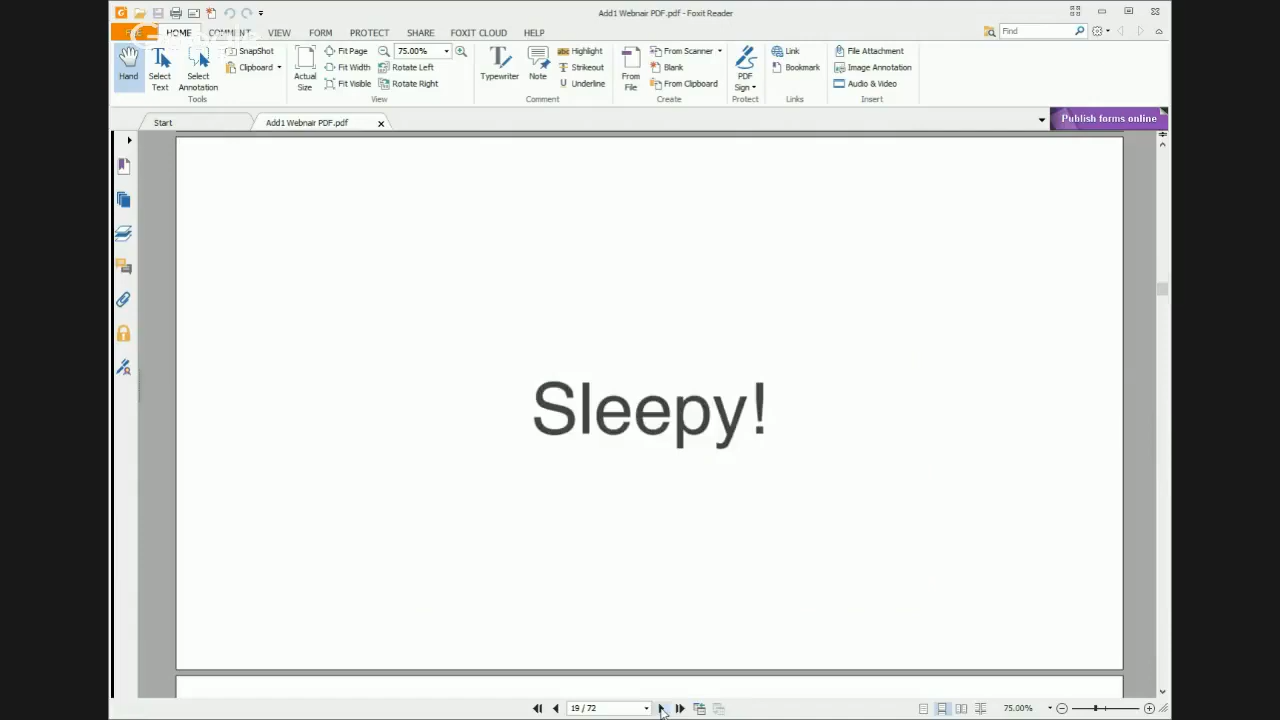 Add1 Webnair PDF.pdf - Foxit Reader
FILE HOME COMMENT VIEW FORM PROTECT SHARE FOXIT CLOUD HELP
Find
Hand
Select Text
Select Annotation
SnapShot
Clipboard
Tools
Actual Size
Fit Page
Fit Width
Fit Visible
75.00%
Rotate Left
Rotate Right
View
Typewriter
Note
Highlight
Strikeout
Underline
Comment
From File
From Scanner
Blank
From Clipboard
Create
PDF Sign
Protect
Link
Bookmark
Links
File Attachment
Image Annotation
Audio & Video
Insert
Start
Add1 Webnair PDF.pdf
Publish forms online
Sleepy!
19 / 72
75.00%